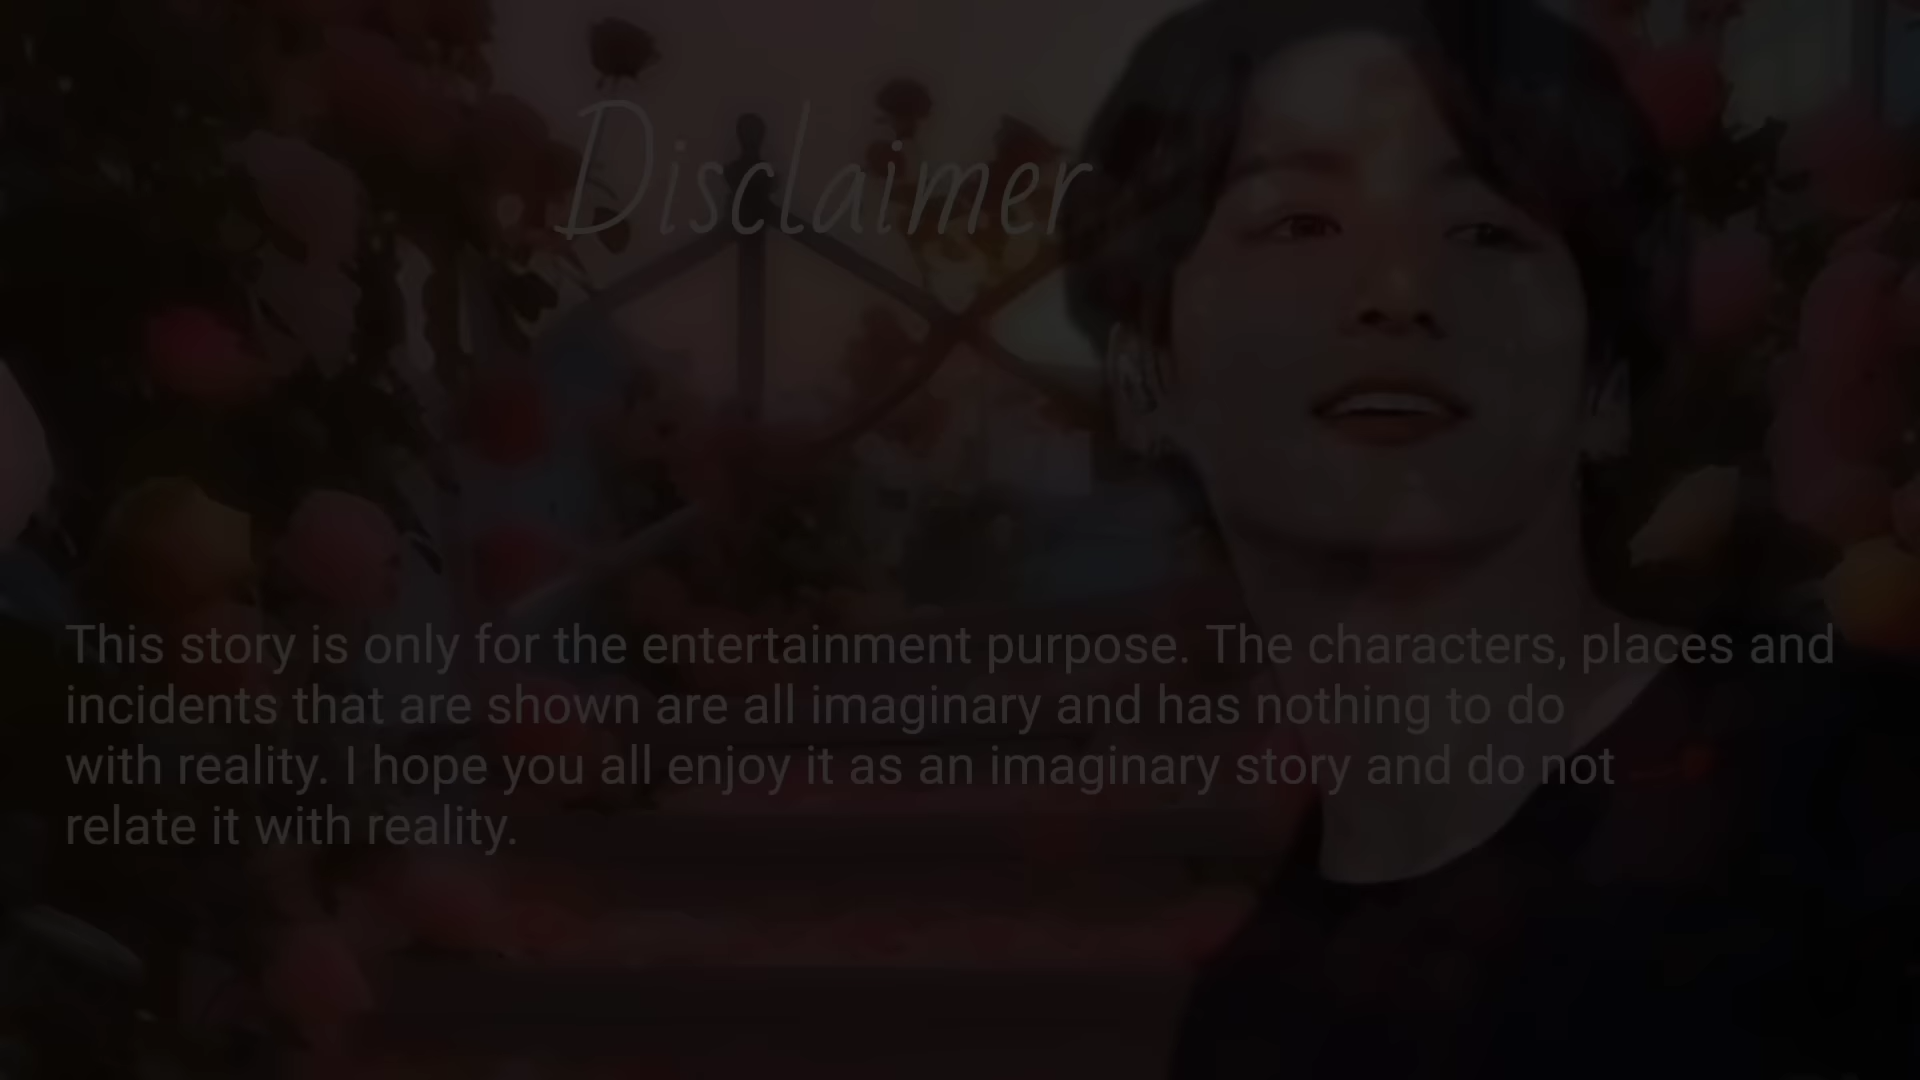 Disclaimer
This story is only for the entertainment purpose. The characters, places and
incidents that are shown are all imaginary and has nothing to do
with reality. I hope you all enjoy it as an imaginary story and do not
relate it with reality.